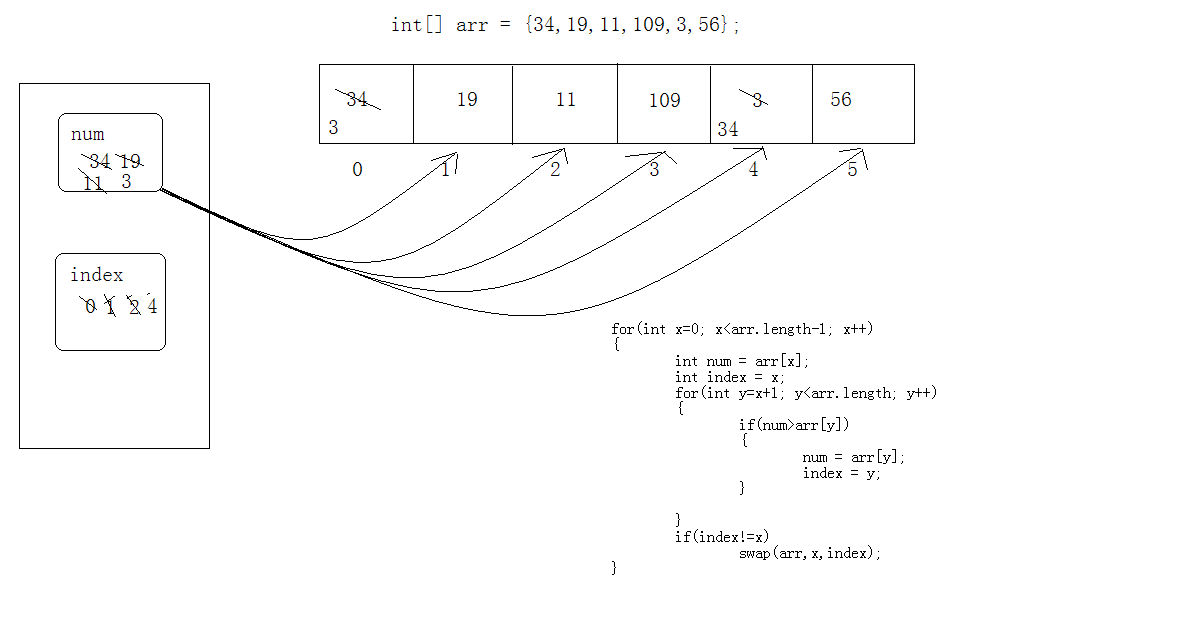 int[] arr = {34,19,11,109,3,56};
34 19 11 109 3 56
3 34
0 1 2 3 4 5
num
34 19
11 3
index
0 1 2 4
for(int x=0; x<arr.length-1; x++)
{
int num = arr[x];
int index = x;
for(int y=x+1; y<arr.length; y++)
{
if(num>arr[y])
{
num = arr[y];
index = y;
}
}
if(index!=x)
swap(arr,x,index);
}